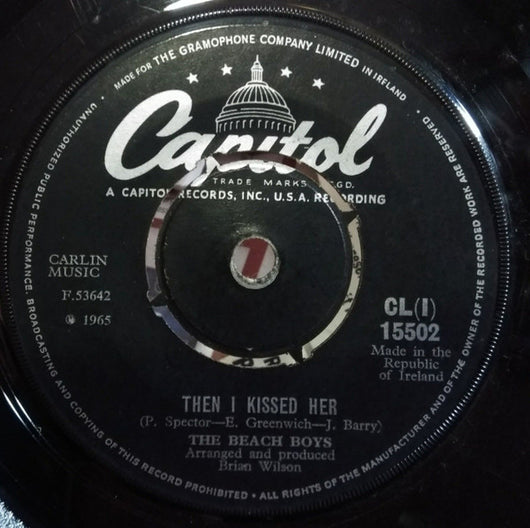 MADE FOR THE GRAMOPHONE COMPANY LIMITED IN IRELAND · UNAUTHORIZED PUBLIC PERFORMANCE, BROADCASTING AND COPYING OF THIS RECORD PROHIBITED · ALL RIGHTS OF THE MANUFACTURER AND OF THE OWNER OF THE RECORDED WORK ARE RESERVED ·
Capitol
TRADE MARKS GD.
A CAPITOL RECORDS, INC., U.S.A. RECORDING
CARLIN
MUSIC
F.53642
℗ 1965
1
CL(I)
15502
Made in the
Republic
of Ireland
THEN I KISSED HER
(P. Spector—E. Greenwich—J. Barry)
THE BEACH BOYS
Arranged and produced
Brian Wilson